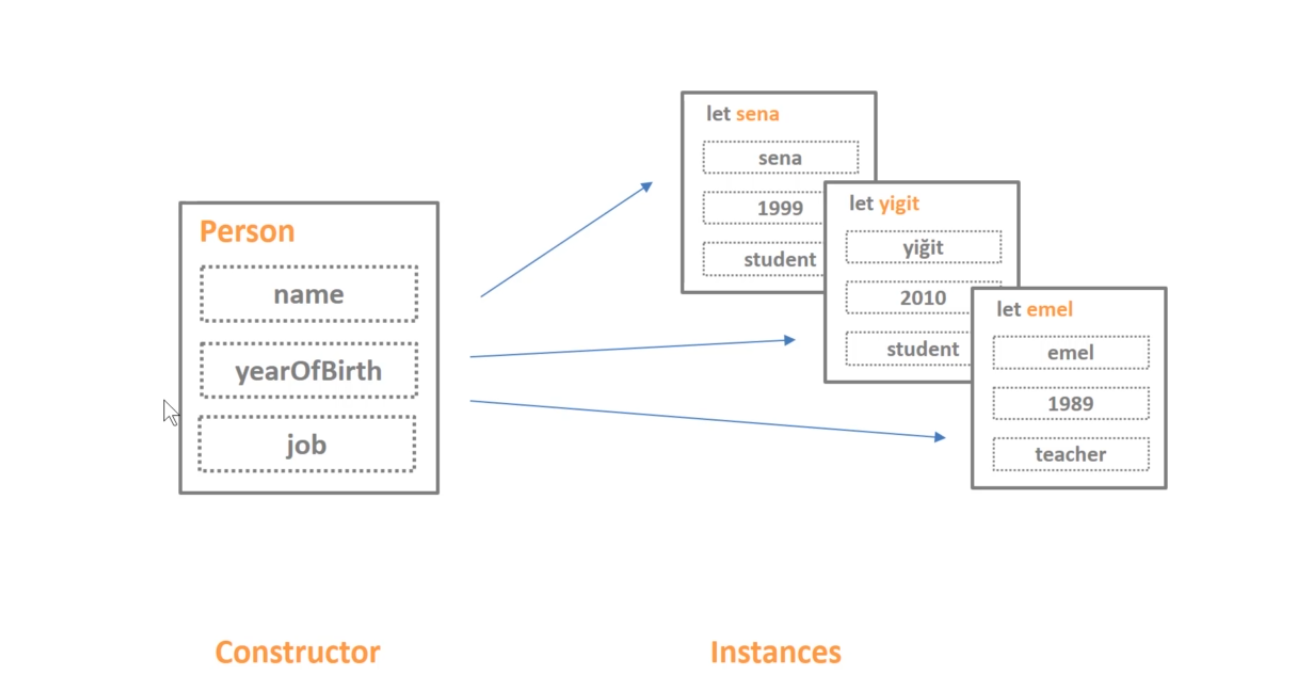 Person
name
yearOfBirth
job
let sena
sena
1999
student
let yigit
yiğit
2010
student
let emel
emel
1989
teacher
Constructor
Instances